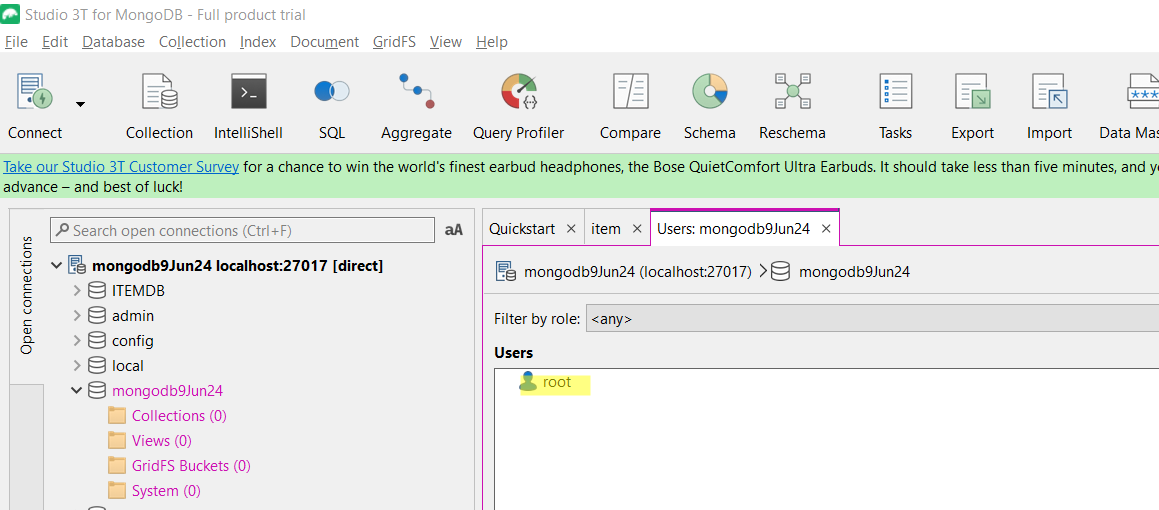 Studio 3T for MongoDB - Full product trial
File Edit Database Collection Index Document GridFS View Help
Connect Collection IntelliShell SQL Aggregate Query Profiler Compare Schema Reschema Tasks Export Import Data Mas
Take our Studio 3T Customer Survey for a chance to win the world's finest earbud headphones, the Bose QuietComfort Ultra Earbuds. It should take less than five minutes, and yo
advance – and best of luck!
Open connections
Search open connections (Ctrl+F) aA
mongodb9Jun24 localhost:27017 [direct]
ITEMDB
admin
config
local
mongodb9Jun24
Collections (0)
Views (0)
GridFS Buckets (0)
System (0)
Quickstart × item × Users: mongodb9Jun24 ×
mongodb9Jun24 (localhost:27017) > mongodb9Jun24
Filter by role: <any>
Users
root